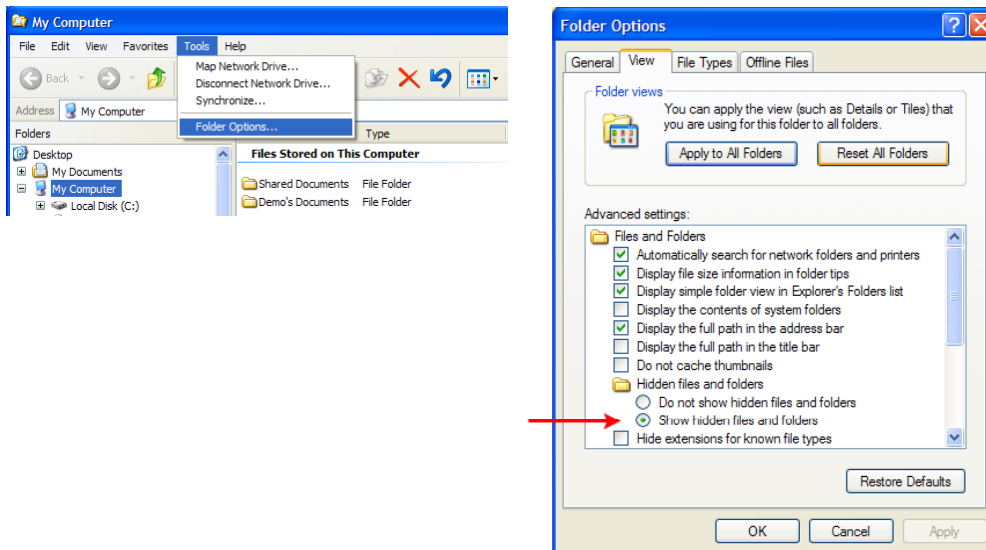 My Computer
File Edit View Favorites Tools Help
Map Network Drive...
Disconnect Network Drive...
Synchronize...
Folder Options...
Back
Address My Computer
Folders
Type
Desktop
My Documents
My Computer
Local Disk (C:)
Files Stored on This Computer
Shared Documents File Folder
Demo's Documents File Folder
Folder Options
General View File Types Offline Files
Folder views
You can apply the view (such as Details or Tiles) that
you are using for this folder to all folders.
Apply to All Folders Reset All Folders
Advanced settings:
Files and Folders
Automatically search for network folders and printers
Display file size information in folder tips
Display simple folder view in Explorer's Folders list
Display the contents of system folders
Display the full path in the address bar
Display the full path in the title bar
Do not cache thumbnails
Hidden files and folders
Do not show hidden files and folders
Show hidden files and folders
Hide extensions for known file types
Restore Defaults
OK Cancel Apply